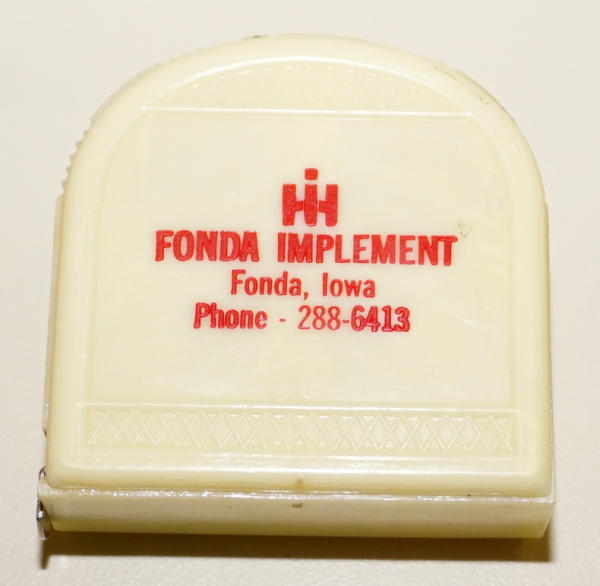 IH
FONDA IMPLEMENT
Fonda, Iowa
Phone - 288-6413